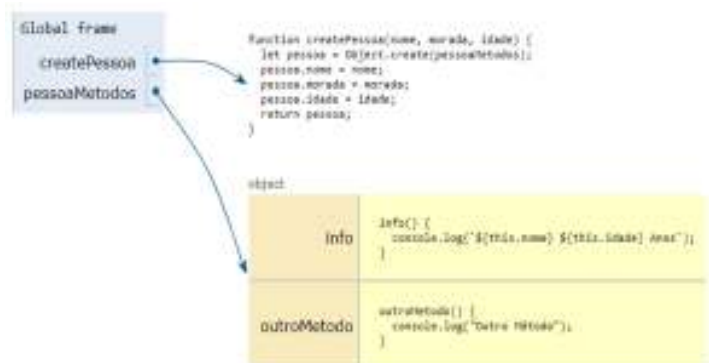 Global frame
createPessoa
pessoaMetodos
function createPessoa(nome, morada, idade) {
let pessoa = Object.create(pessoaMetodos);
pessoa.nome = nome;
pessoa.morada = morada;
pessoa.idade = idade;
return pessoa;
}
object
info
info() {
console.log(`${this.nome} ${this.idade} Anos`);
}
outroMetodo
outroMetodo() {
console.log("Outro Método");
}